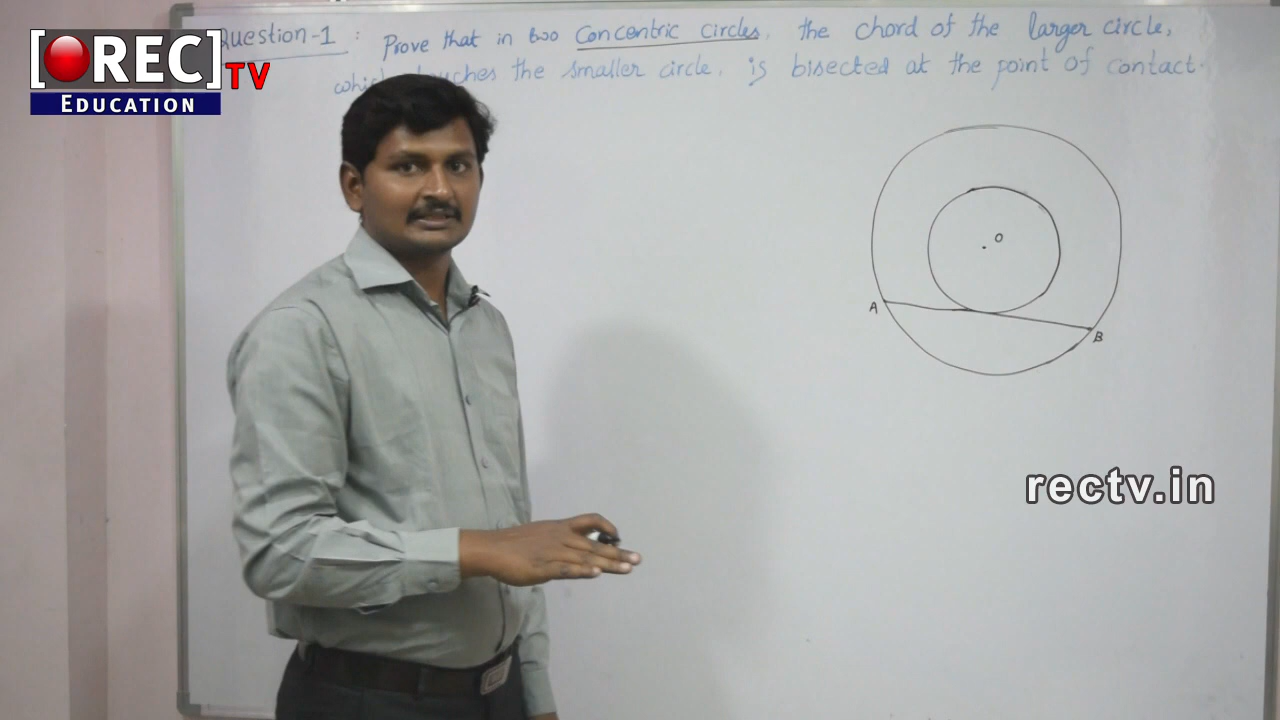 Question-1 : Prove that in two Concentric circles, the chord of the larger circle,
touches the smaller circle, is bisected at the point of contact.
[REC]TV
EDUCATION
O
A
B
rectv.in